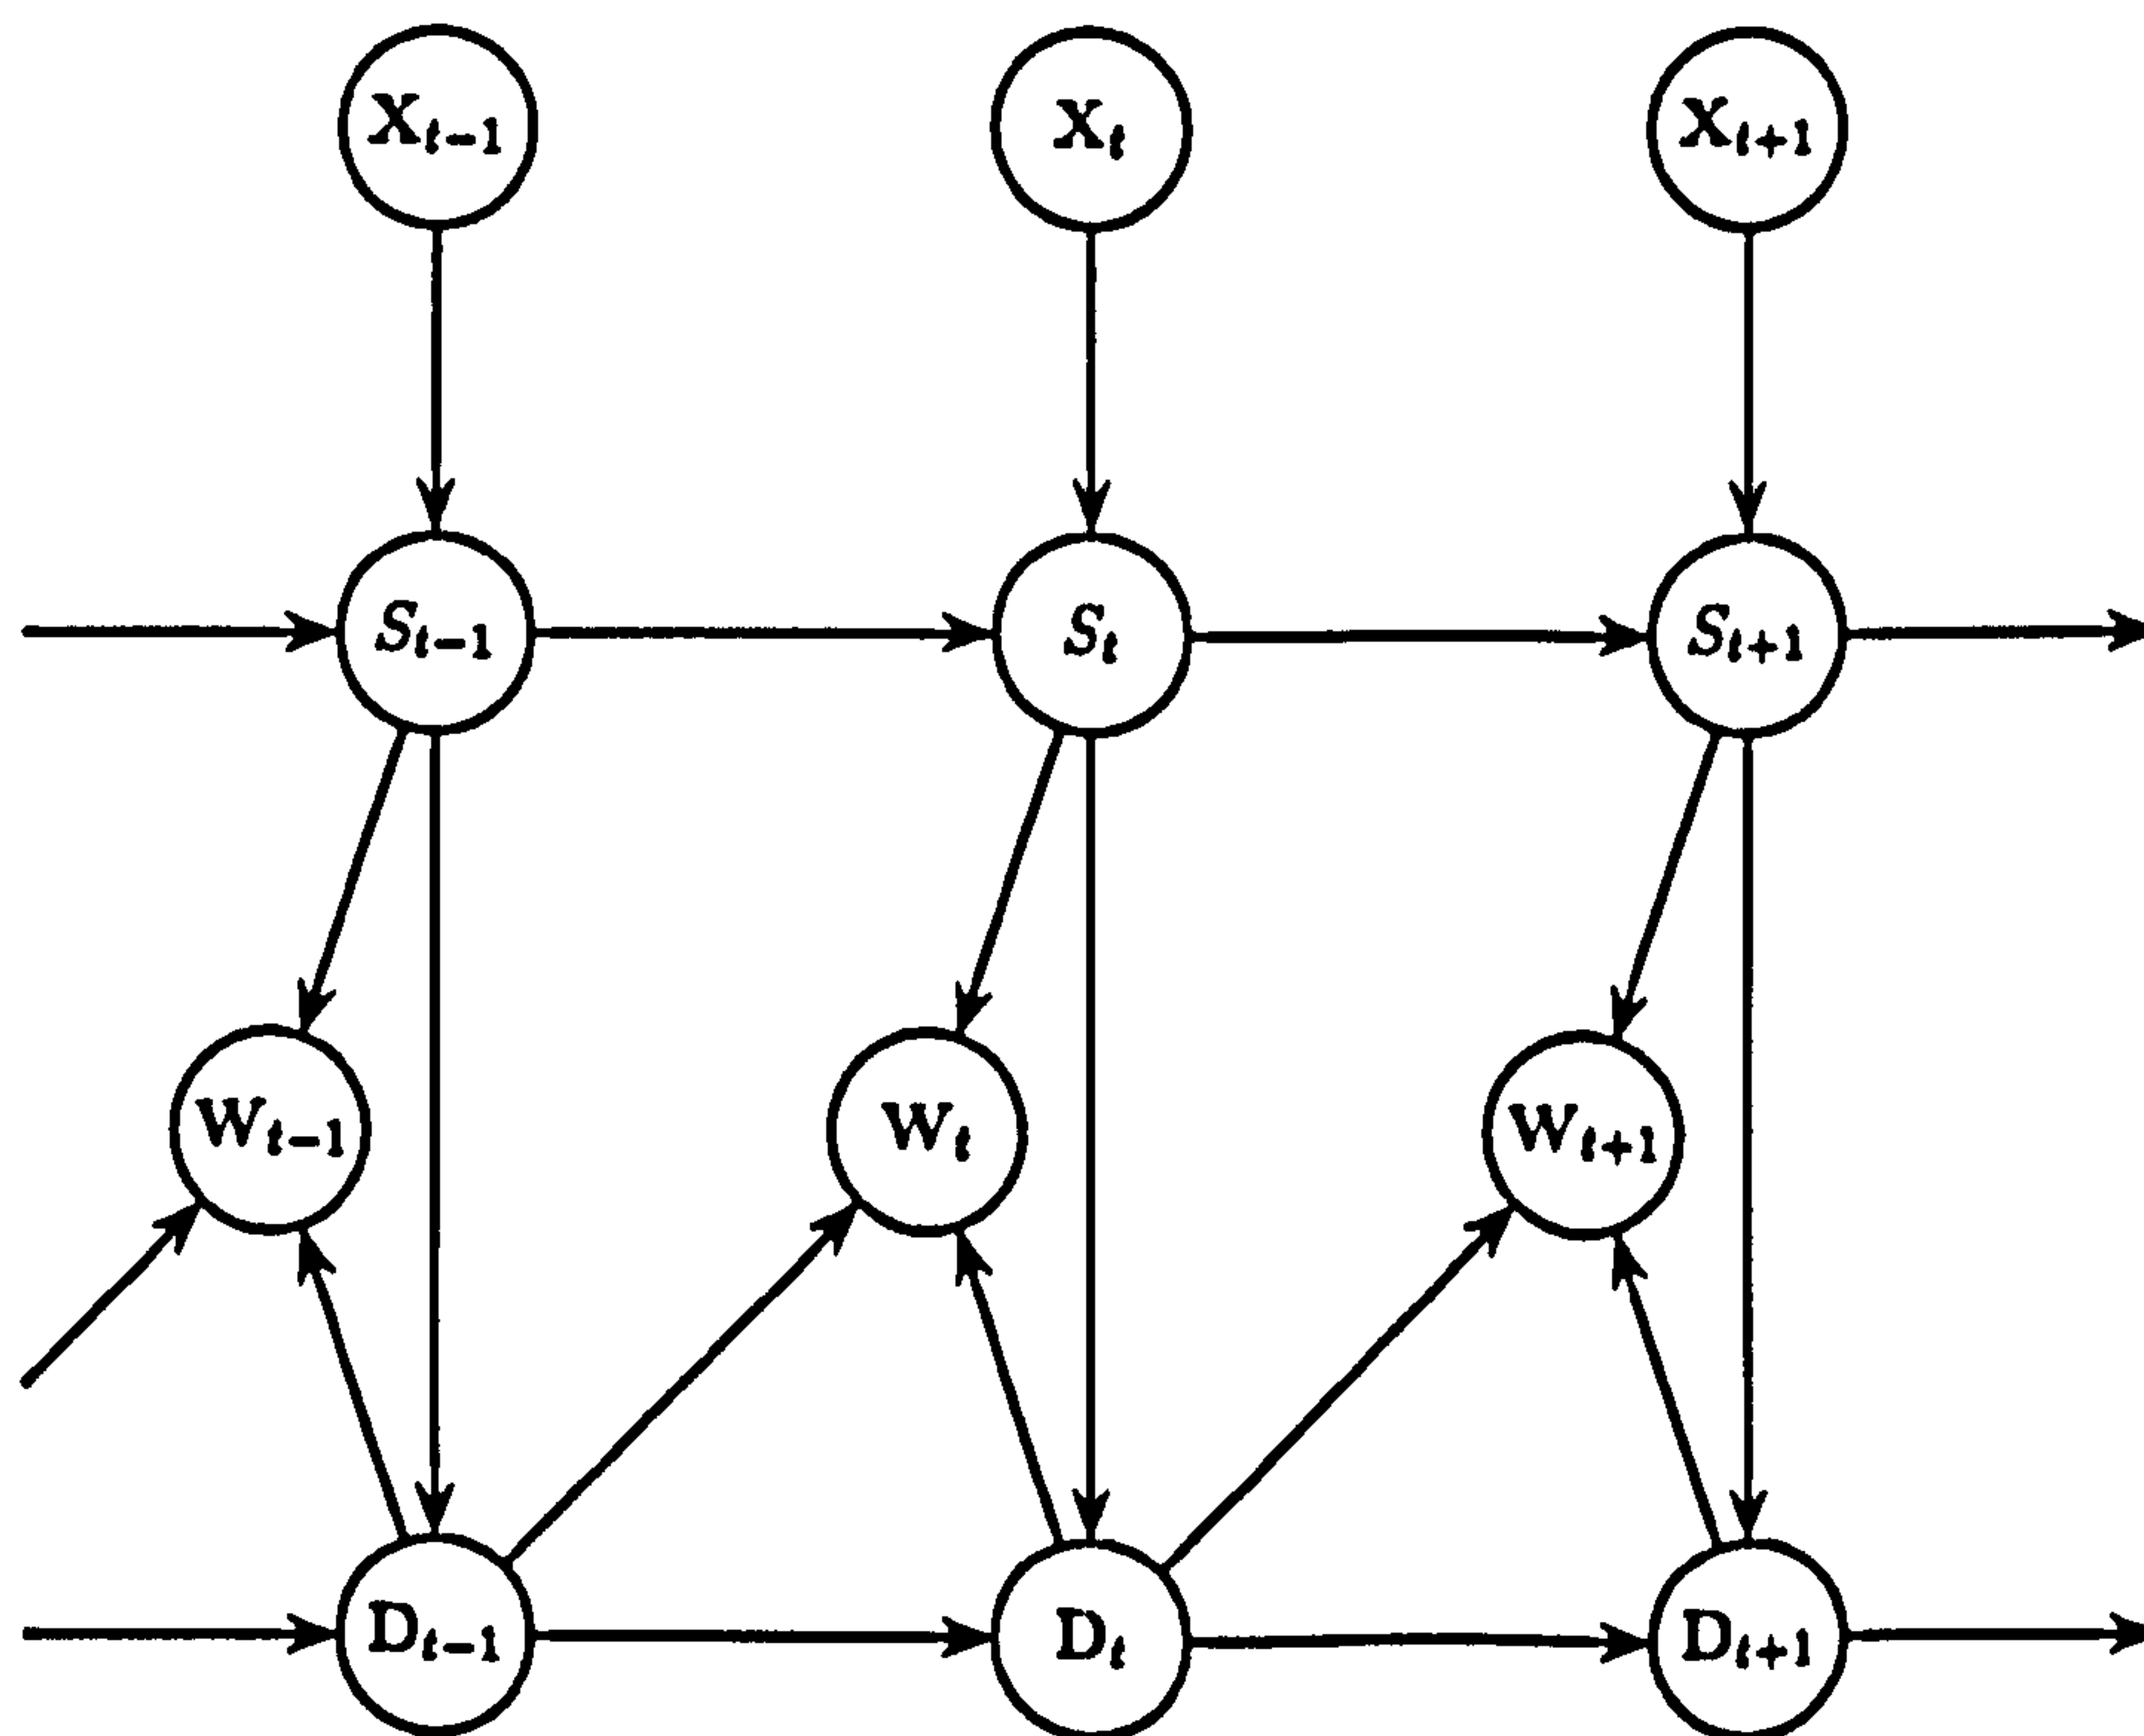 X_{t-1} X_t X_{t+1}
S_{t-1} S_t S_{t+1}
W_{t-1} W_t W_{t+1}
D_{t-1} D_t D_{t+1}